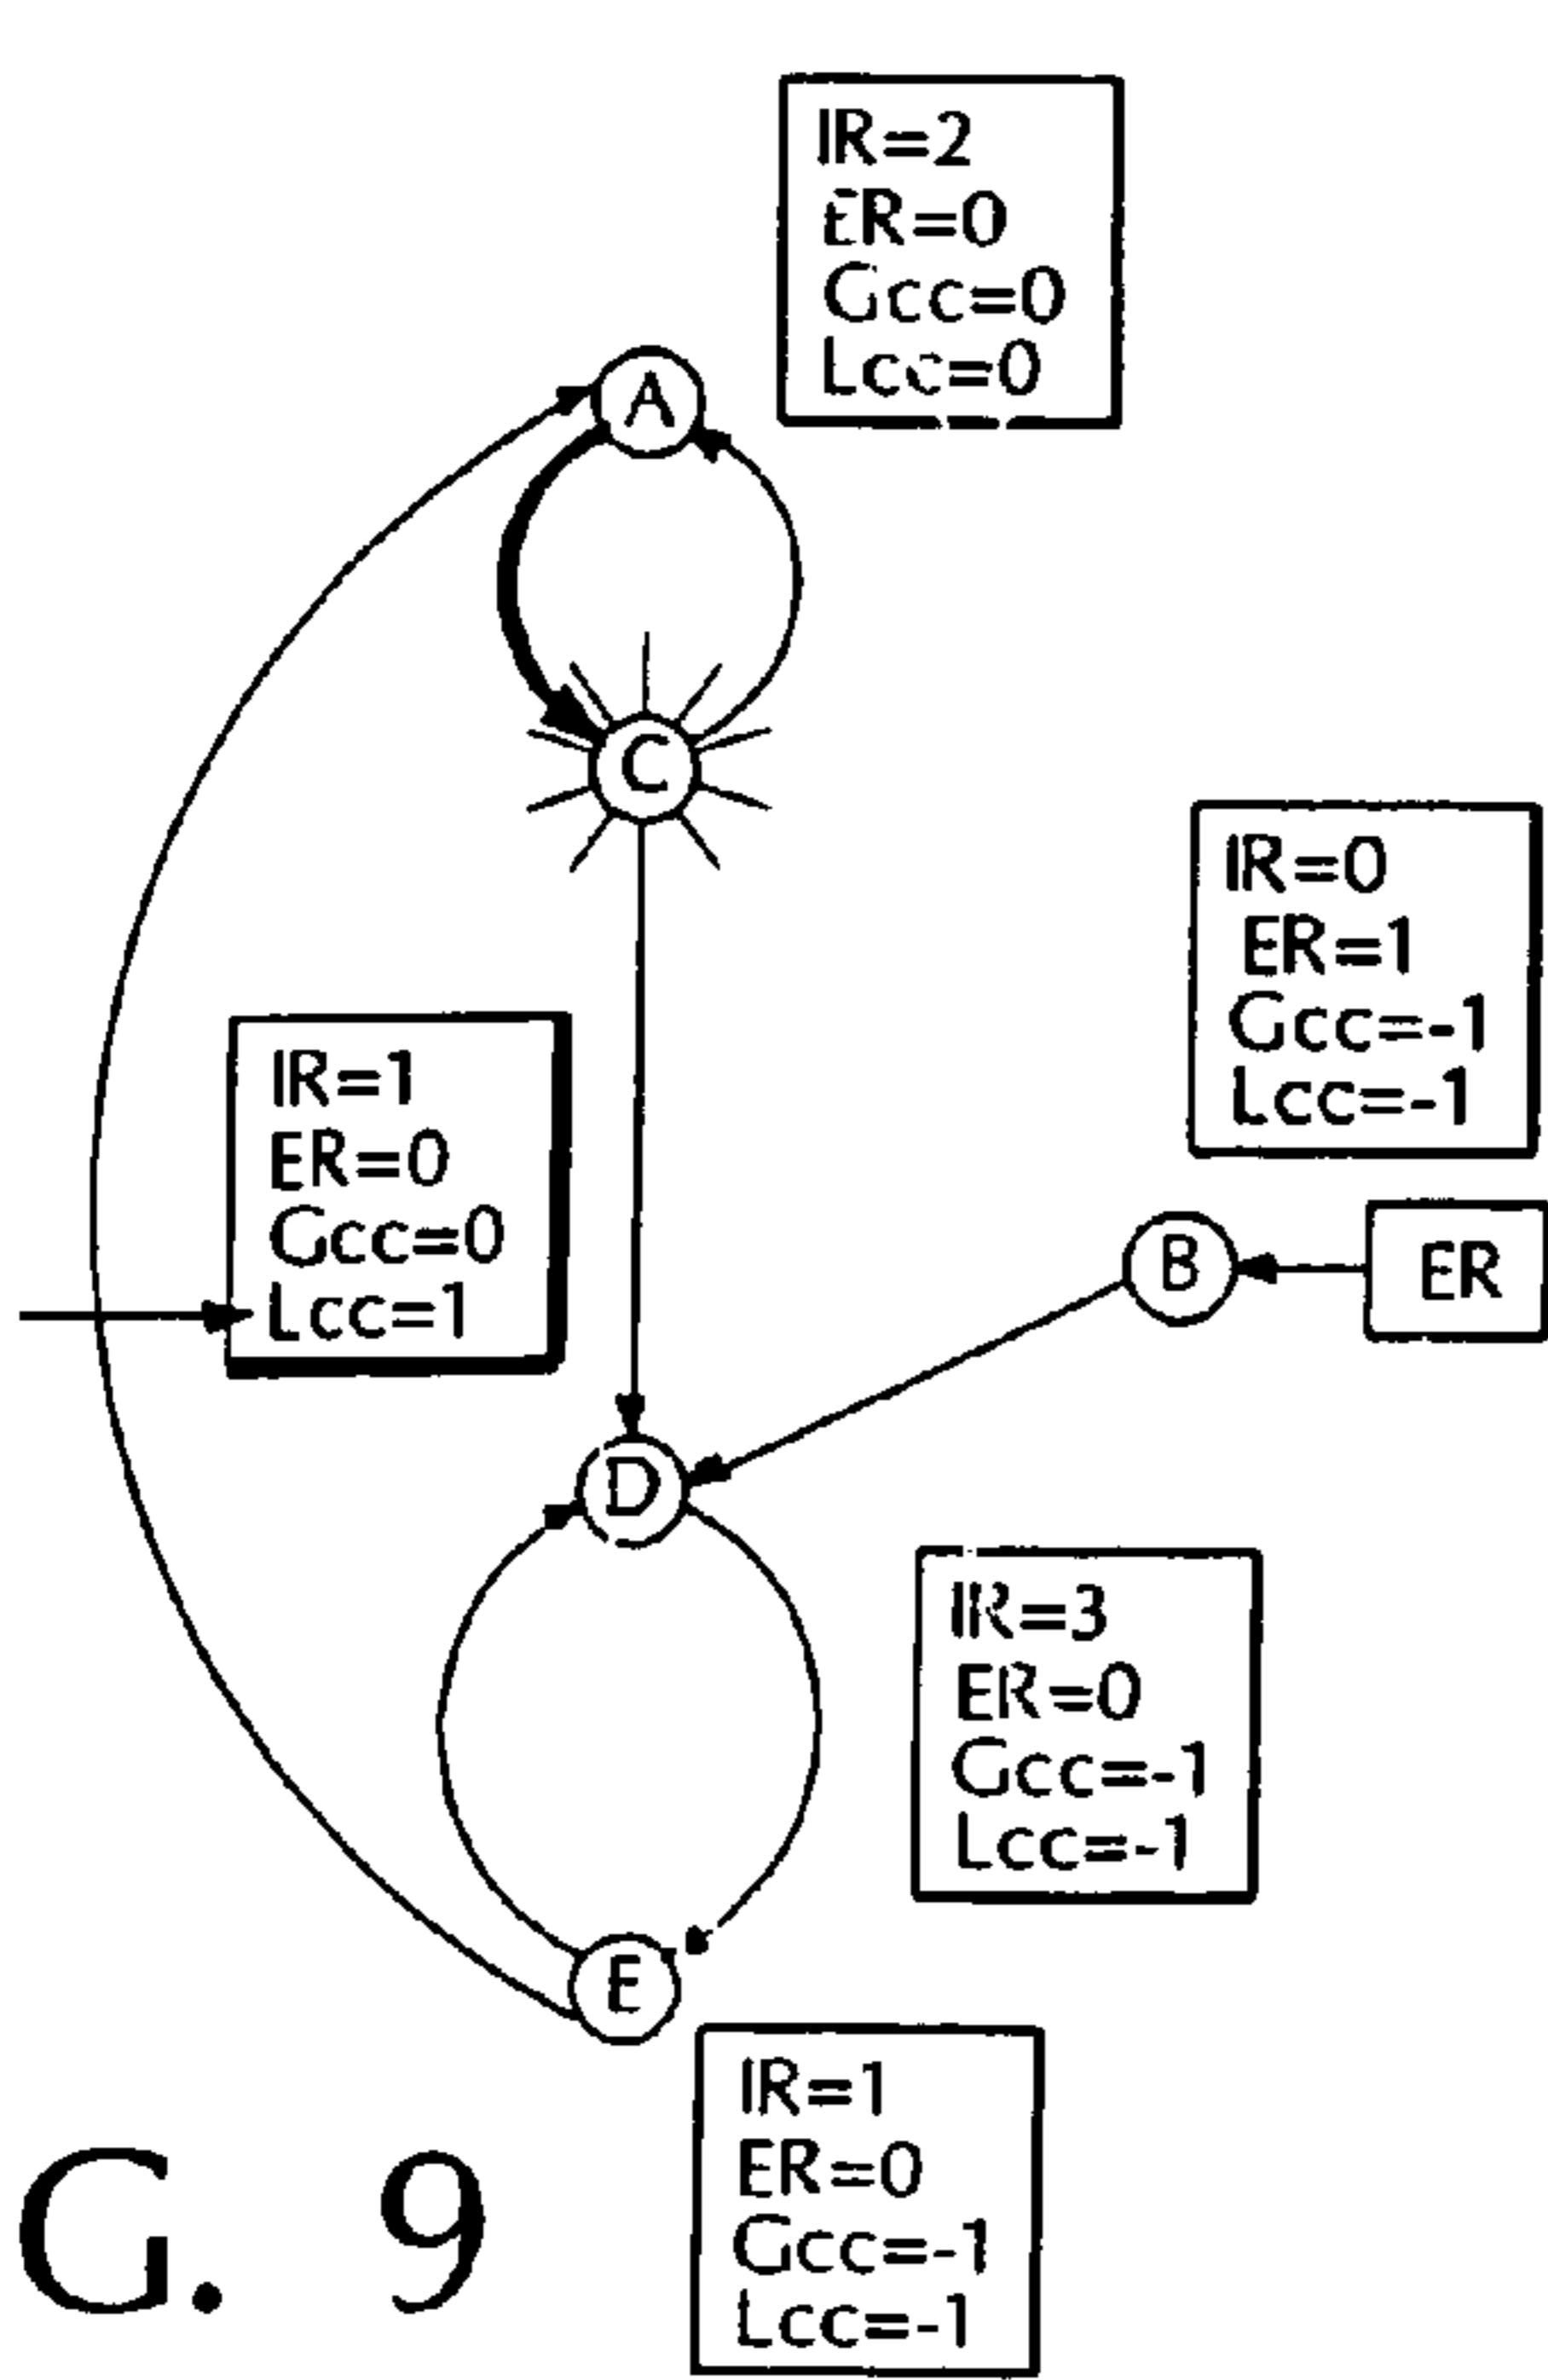 IR=2
ER=0
Gcc=0
Lcc=0
A
C
IR=0
ER=1
Gcc=-1
Lcc=-1
IR=1
ER=0
Gcc=0
Lcc=1
B
ER
D
IR=3
ER=0
Gcc=-1
Lcc=-1
E
IR=1
ER=0
Gcc=-1
Lcc=-1
G. 9